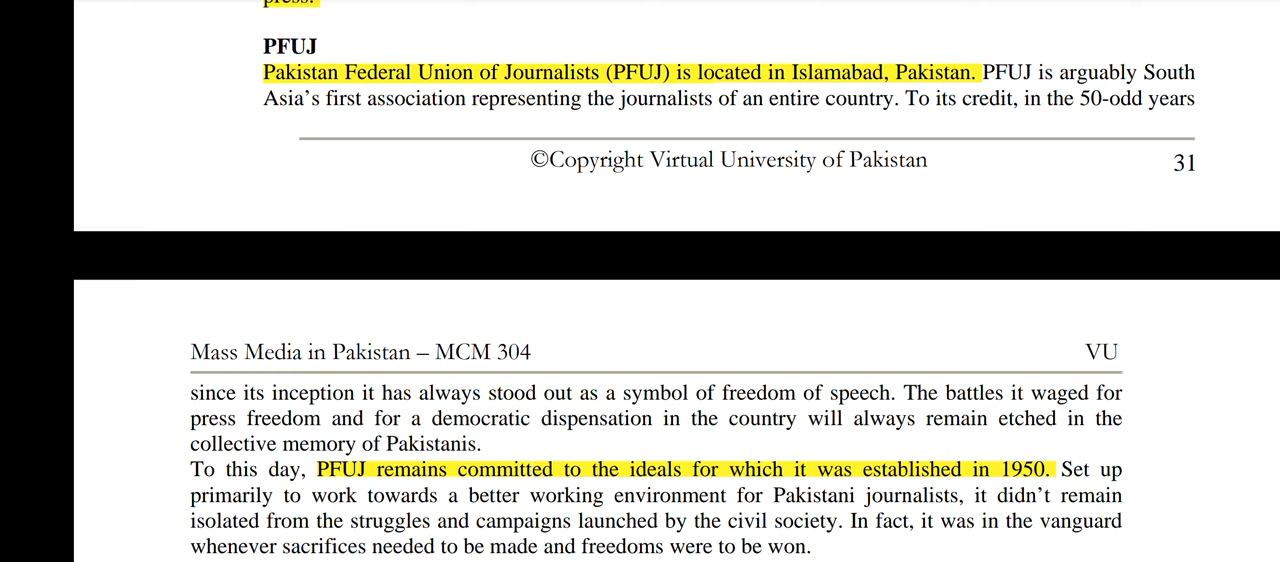 press.
PFUJ
Pakistan Federal Union of Journalists (PFUJ) is located in Islamabad, Pakistan. PFUJ is arguably South
Asia’s first association representing the journalists of an entire country. To its credit, in the 50-odd years
©Copyright Virtual University of Pakistan 31
Mass Media in Pakistan – MCM 304 VU
since its inception it has always stood out as a symbol of freedom of speech. The battles it waged for
press freedom and for a democratic dispensation in the country will always remain etched in the
collective memory of Pakistanis.
To this day, PFUJ remains committed to the ideals for which it was established in 1950. Set up
primarily to work towards a better working environment for Pakistani journalists, it didn’t remain
isolated from the struggles and campaigns launched by the civil society. In fact, it was in the vanguard
whenever sacrifices needed to be made and freedoms were to be won.